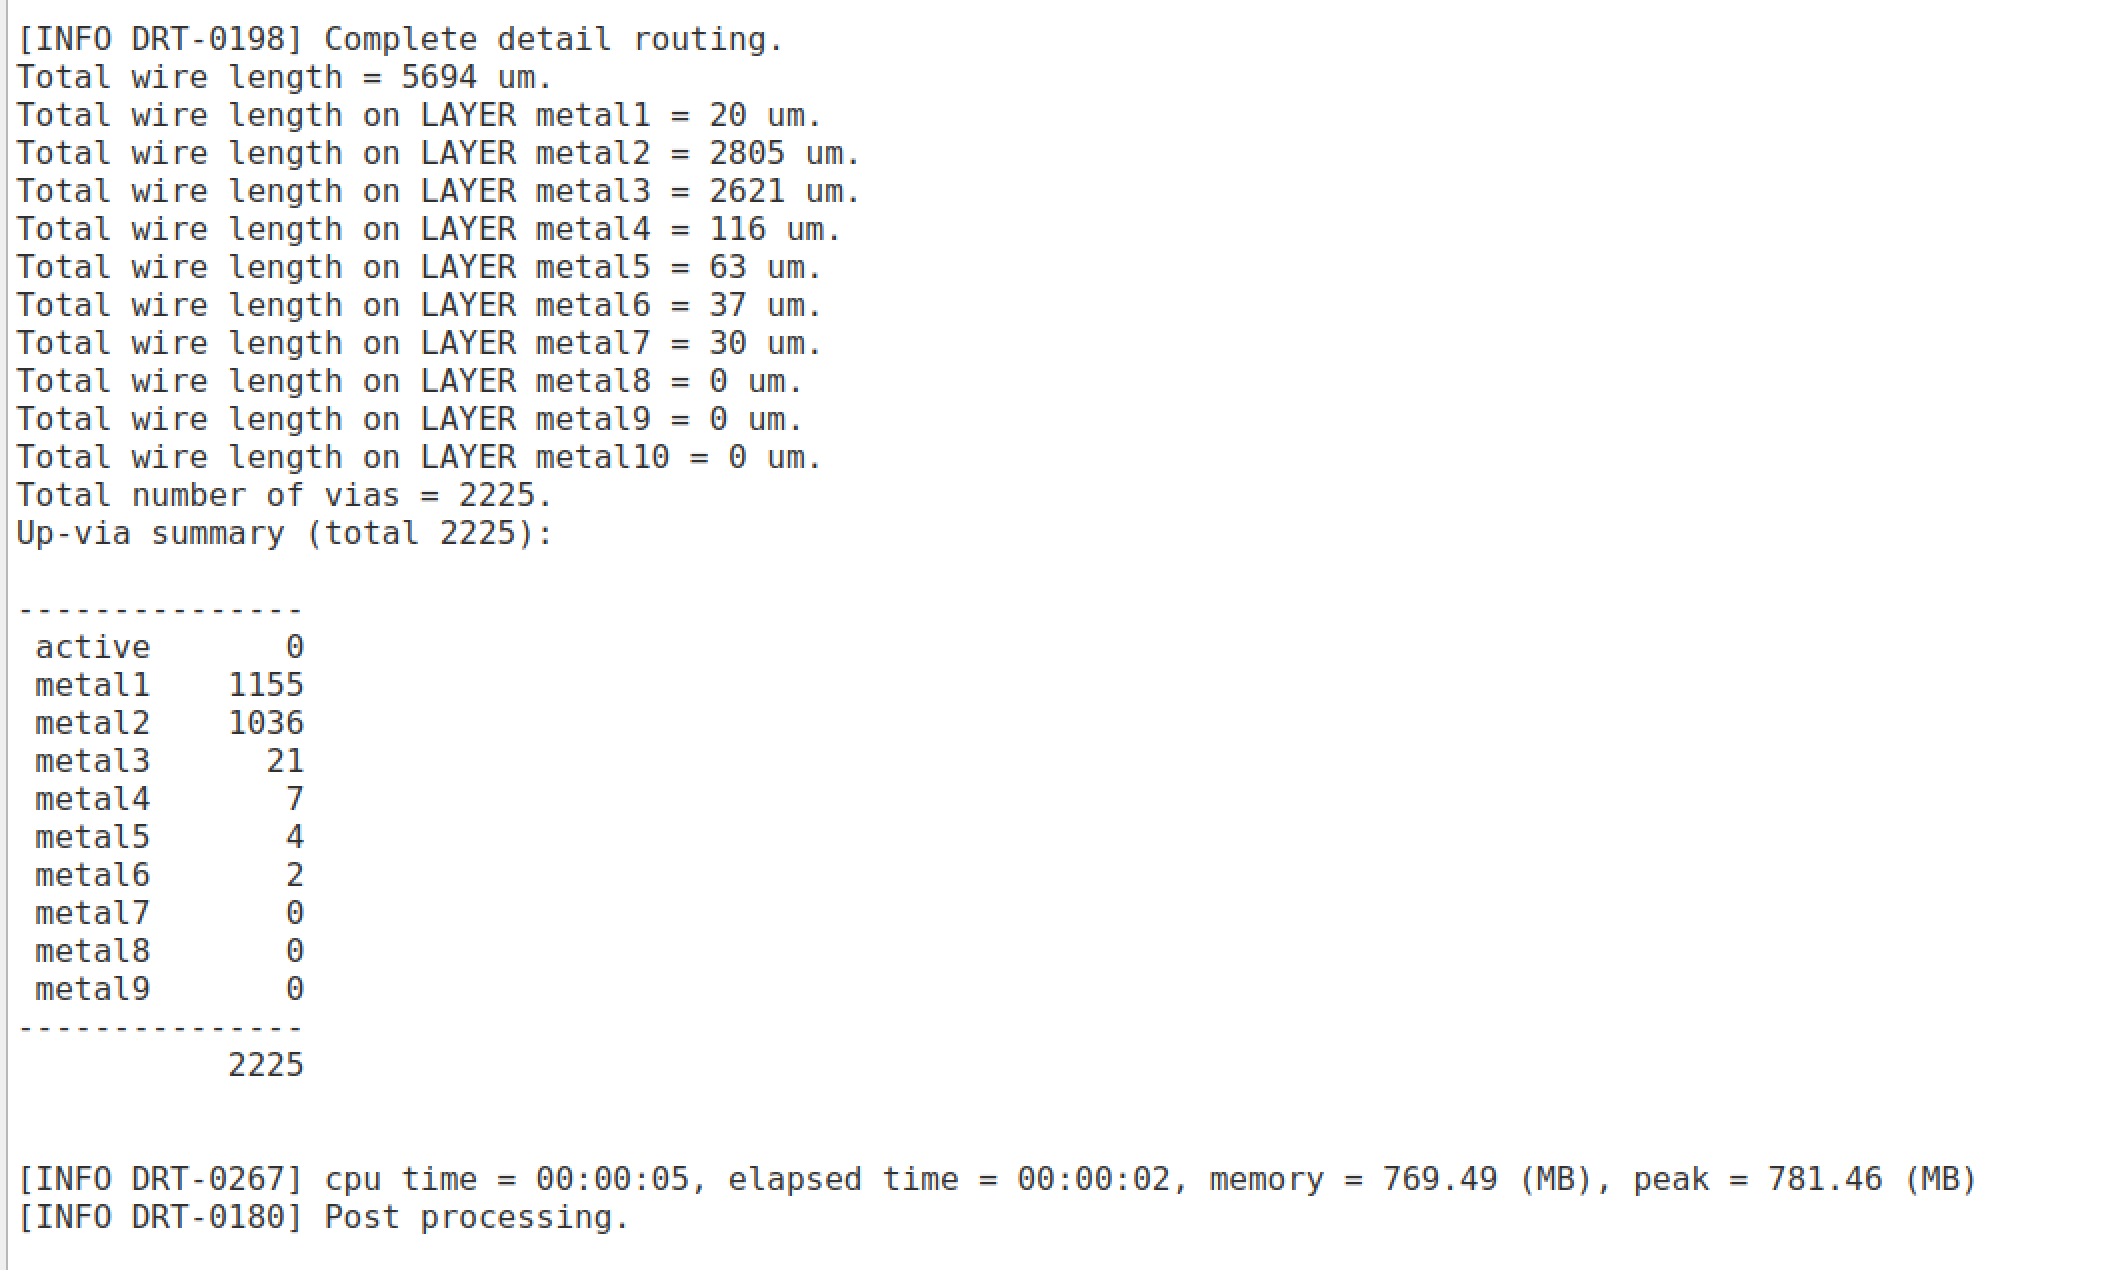 [INFO DRT-0198] Complete detail routing.
Total wire length = 5694 um.
Total wire length on LAYER metal1 = 20 um.
Total wire length on LAYER metal2 = 2805 um.
Total wire length on LAYER metal3 = 2621 um.
Total wire length on LAYER metal4 = 116 um.
Total wire length on LAYER metal5 = 63 um.
Total wire length on LAYER metal6 = 37 um.
Total wire length on LAYER metal7 = 30 um.
Total wire length on LAYER metal8 = 0 um.
Total wire length on LAYER metal9 = 0 um.
Total wire length on LAYER metal10 = 0 um.
Total number of vias = 2225.
Up-via summary (total 2225):
---------------
active 0
metal1 1155
metal2 1036
metal3 21
metal4 7
metal5 4
metal6 2
metal7 0
metal8 0
metal9 0
---------------
2225
[INFO DRT-0267] cpu time = 00:00:05, elapsed time = 00:00:02, memory = 769.49 (MB), peak = 781.46 (MB)
[INFO DRT-0180] Post processing.